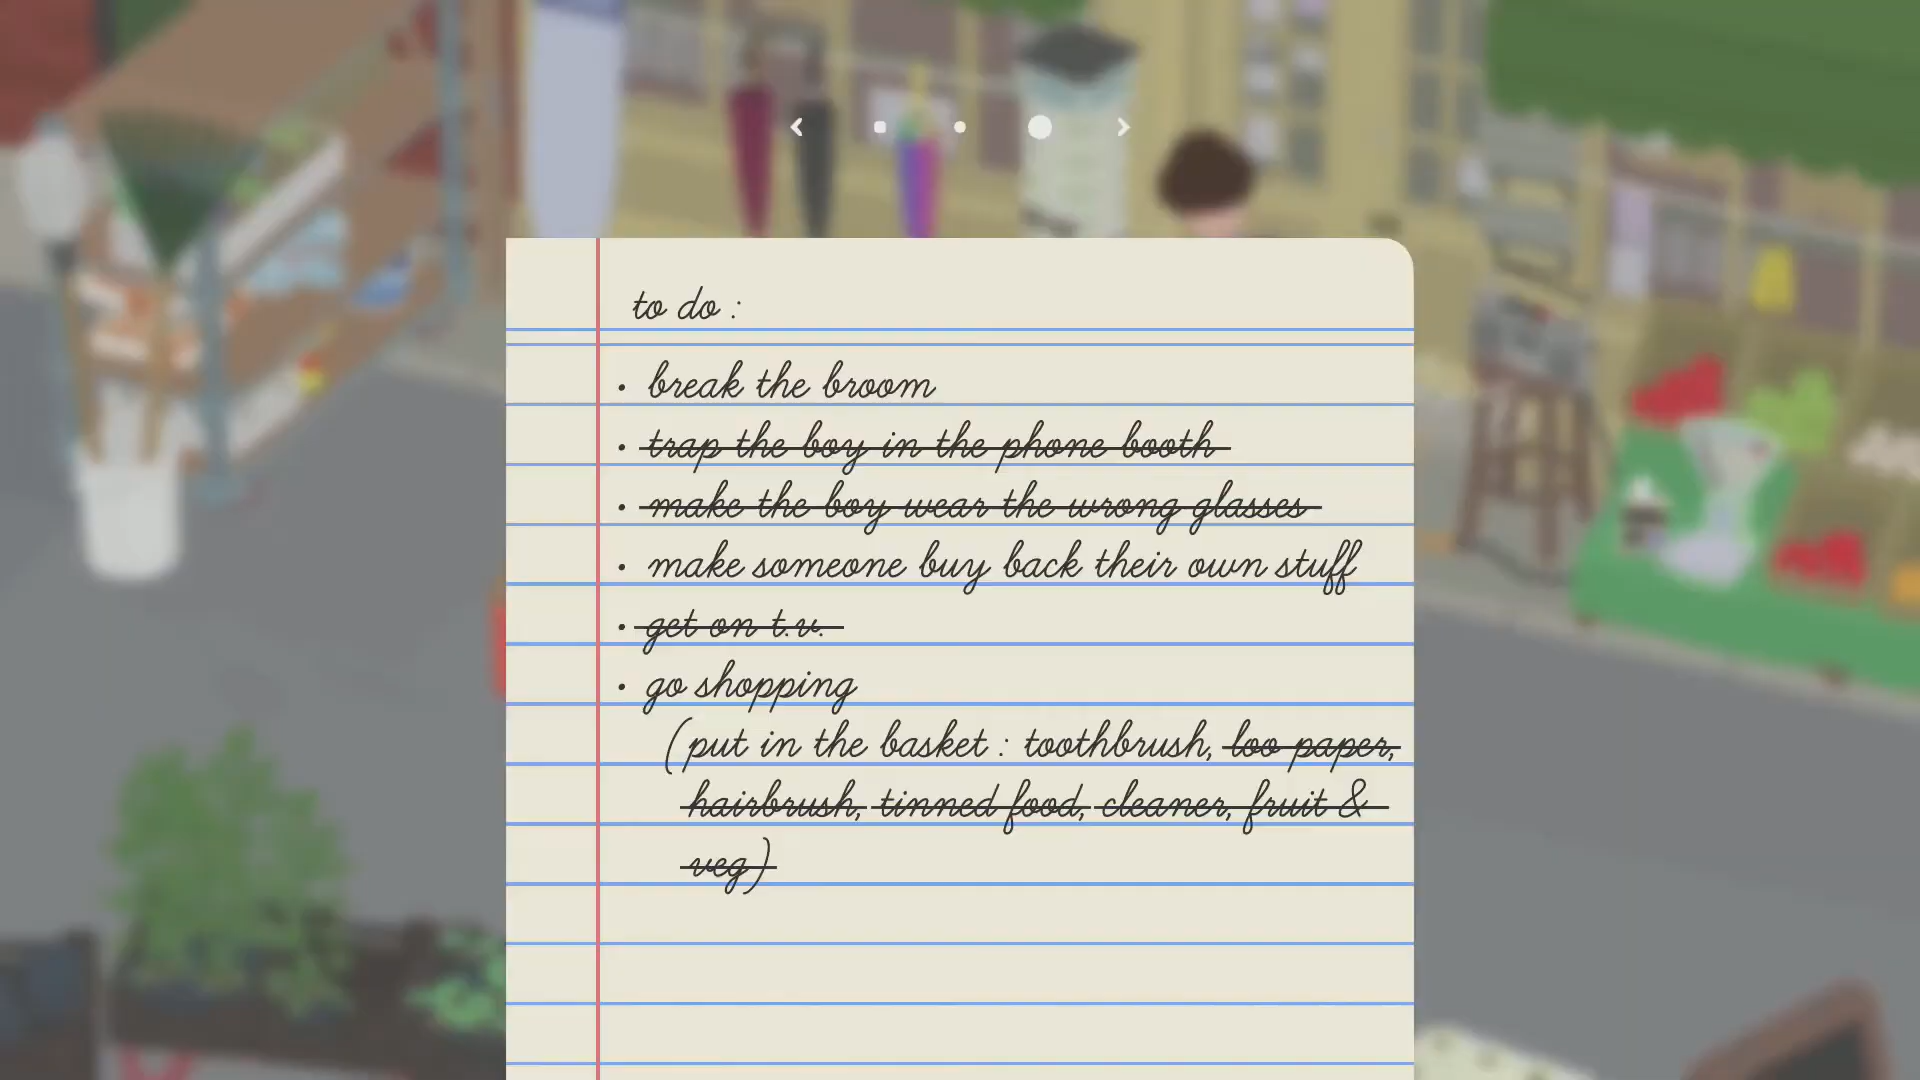 to do :
• break the broom
• trap the boy in the phone booth
• make the boy wear the wrong glasses
• make someone buy back their own stuff
• get on t.v.
• go shopping
(put in the basket : toothbrush, loo paper,
hairbrush, tinned food, cleaner, fruit &
veg)